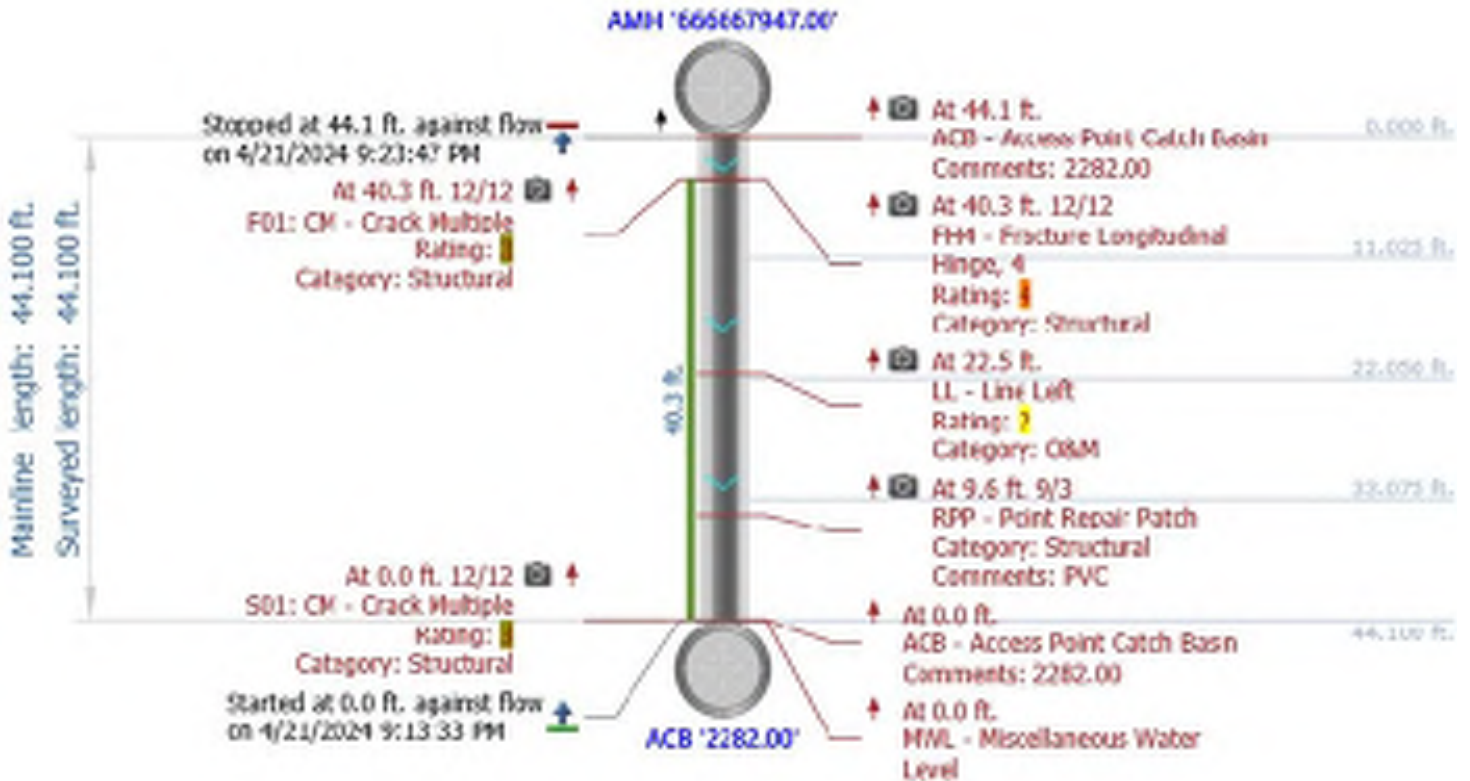 AMH '666667947.00'
Stopped at 44.1 ft. against flow
on 4/21/2024 9:23:47 PM
At 40.3 ft. 12/12
F01: CM - Crack Multiple
Rating: 3
Category: Structural
At 44.1 ft.
ACB - Access Point Catch Basin
Comments: 2282.00
0.000 ft.
At 40.3 ft. 12/12
FH4 - Fracture Longitudinal
Hinge, 4
Rating: 4
Category: Structural
11.025 ft.
At 22.5 ft.
LL - Line Left
Rating: 2
Category: O&M
22.050 ft.
At 9.6 ft. 9/3
RPP - Point Repair Patch
Category: Structural
Comments: PVC
33.075 ft.
Mainline length: 44.100 ft.
Surveyed length: 44.100 ft.
40.3 ft.
At 0.0 ft. 12/12
S01: CM - Crack Multiple
Rating: 3
Category: Structural
Started at 0.0 ft. against flow
on 4/21/2024 9:13:33 PM
At 0.0 ft.
ACB - Access Point Catch Basin
Comments: 2282.00
44.100 ft.
At 0.0 ft.
MWL - Miscellaneous Water
Level
ACB '2282.00'